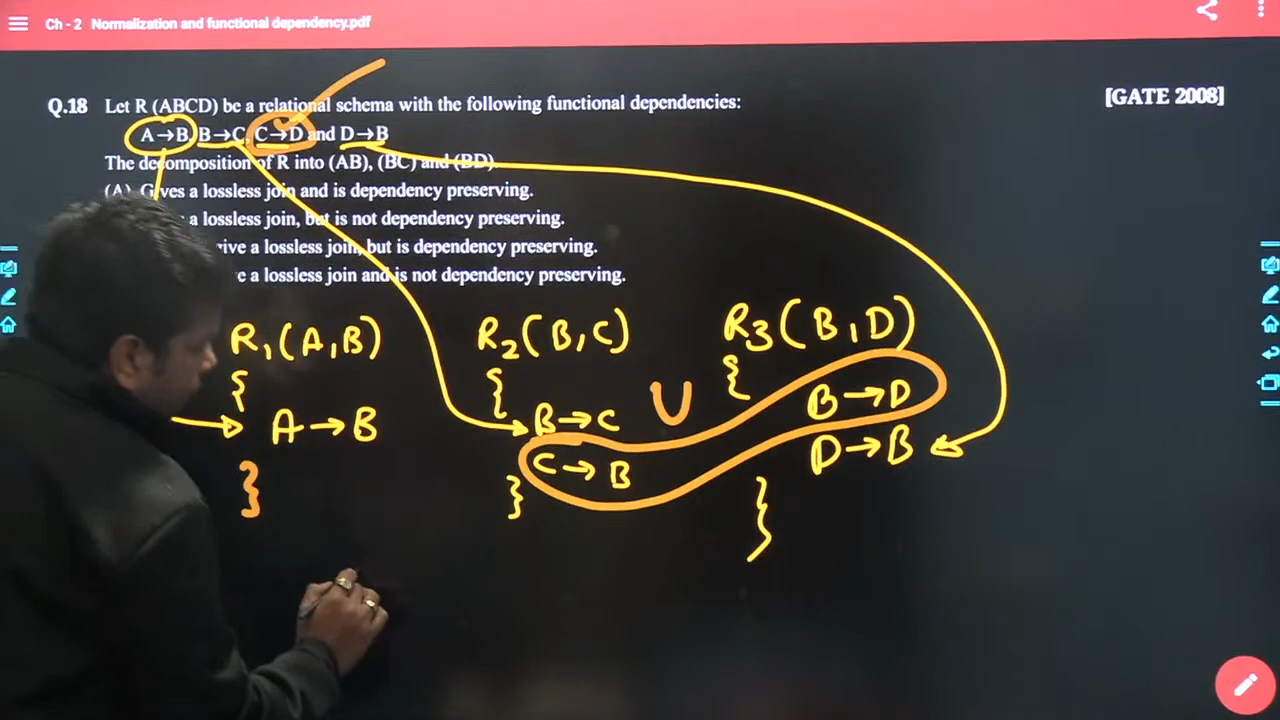 Ch - 2 Normalization and functional dependency.pdf
Q.18 Let R (ABCD) be a relational schema with the following functional dependencies: [GATE 2008]
A→B, B→C, C→D and D→B
The decomposition of R into (AB), (BC) and (BD).
(A) Gives a lossless join and is dependency preserving.
a lossless join, but is not dependency preserving.
give a lossless join, but is dependency preserving.
a lossless join and is not dependency preserving.
R1(A,B) R2(B,C) R3(B,D)
{ { {
A→B B→C U B→D
C→B D→B
} } }